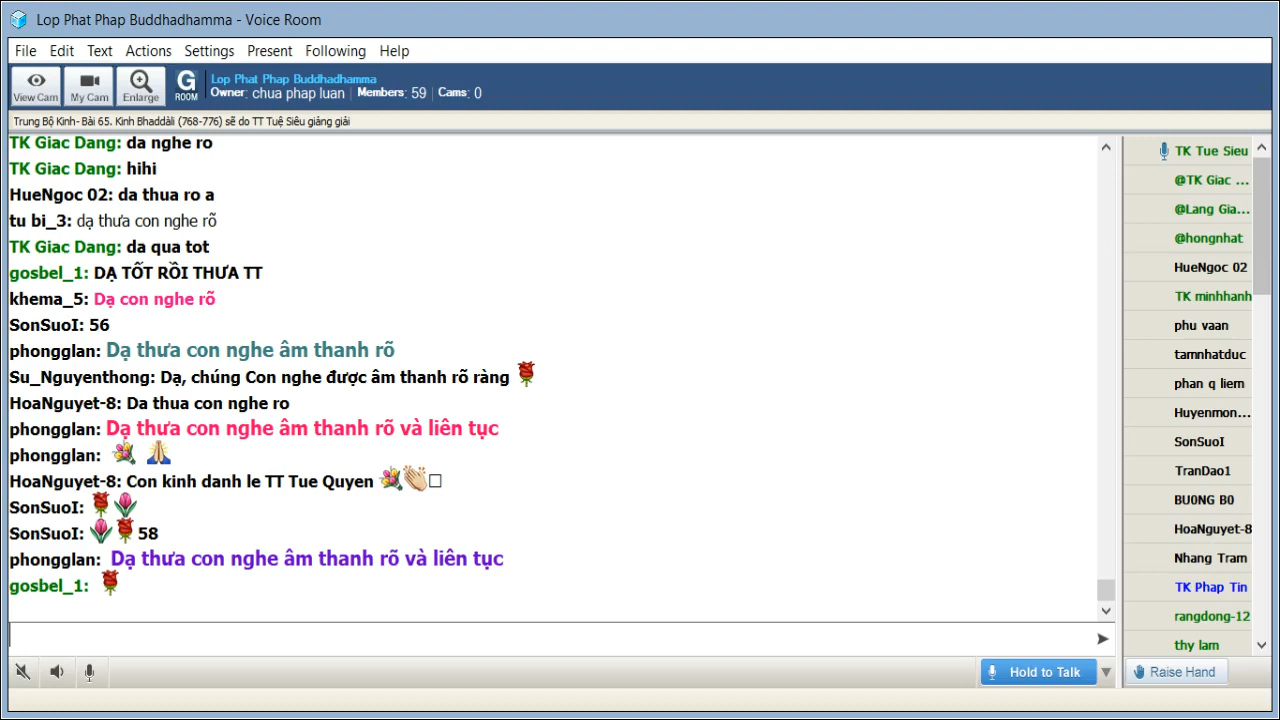 Lop Phat Phap Buddhadhamma - Voice Room
File Edit Text Actions Settings Present Following Help
View Cam My Cam Enlarge G ROOM
Lop Phat Phap Buddhadhamma
Owner: chua phap luan Members: 59 Cams: 0
Trung Bộ Kinh- Bài 65. Kinh Bhaddàli (768-776) sẽ do TT Tuệ Siêu giảng giải
TK Giac Dang: da nghe ro
TK Giac Dang: hihi
HueNgoc 02: da thua ro a
tu bi_3: dạ thưa con nghe rõ
TK Giac Dang: da qua tot
gosbel_1: DẠ TỐT RỒI THƯA TT
khema_5: Dạ con nghe rõ
SonSuoI: 56
phongglan: Dạ thưa con nghe âm thanh rõ
Su_Nguyenthong: Dạ, chúng Con nghe được âm thanh rõ ràng
HoaNguyet-8: Da thua con nghe ro
phongglan: Dạ thưa con nghe âm thanh rõ và liên tục
phongglan:
HoaNguyet-8: Con kinh danh le TT Tue Quyen
SonSuoI:
SonSuoI: 58
phongglan: Dạ thưa con nghe âm thanh rõ và liên tục
gosbel_1:
TK Tue Sieu
@TK Giac ...
@Lang Gia...
@hongnhat
HueNgoc 02
TK minhhanh
phu vaan
tamnhatduc
phan q liem
Huyenmon...
SonSuoI
TranDao1
BU0NG B0
HoaNguyet-8
Nhang Tram
TK Phap Tin
rangdong-12
thy lam
Hold to Talk
Raise Hand